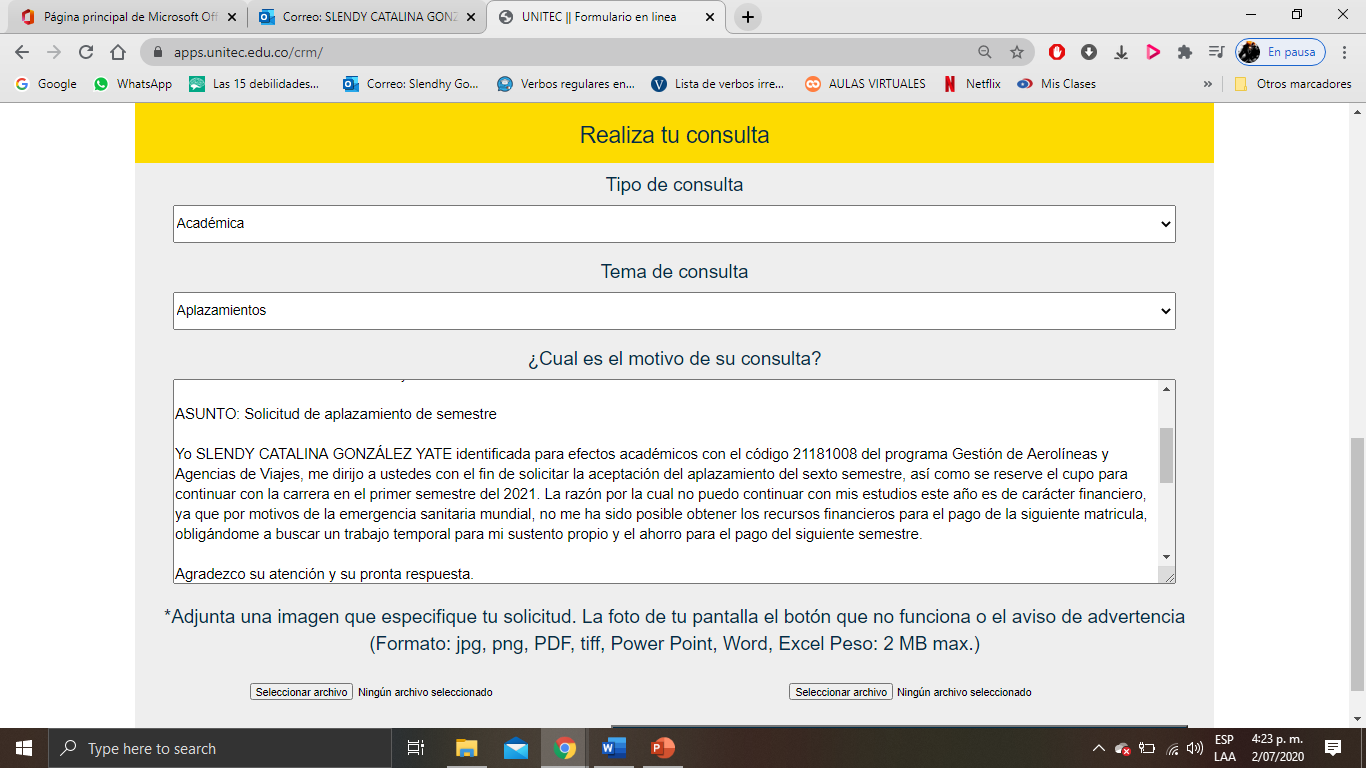 Página principal de Microsoft Of
Correo: SLENDY CATALINA GONZ
UNITEC || Formulario en linea
apps.unitec.edu.co/crm/
En pausa
Google
WhatsApp
Las 15 debilidades...
Correo: Slendhy Go...
Verbos regulares en...
Lista de verbos irre...
AULAS VIRTUALES
Netflix
Mis Clases
»
Otros marcadores
Realiza tu consulta
Tipo de consulta
Académica
Tema de consulta
Aplazamientos
¿Cual es el motivo de su consulta?
ASUNTO: Solicitud de aplazamiento de semestre
Yo SLENDY CATALINA GONZÁLEZ YATE identificada para efectos académicos con el código 21181008 del programa Gestión de Aerolíneas y
Agencias de Viajes, me dirijo a ustedes con el fin de solicitar la aceptación del aplazamiento del sexto semestre, así como se reserve el cupo para
continuar con la carrera en el primer semestre del 2021. La razón por la cual no puedo continuar con mis estudios este año es de carácter financiero,
ya que por motivos de la emergencia sanitaria mundial, no me ha sido posible obtener los recursos financieros para el pago de la siguiente matricula,
obligándome a buscar un trabajo temporal para mi sustento propio y el ahorro para el pago del siguiente semestre.
Agradezco su atención y su pronta respuesta.
*Adjunta una imagen que especifique tu solicitud. La foto de tu pantalla el botón que no funciona o el aviso de advertencia
(Formato: jpg, png, PDF, tiff, Power Point, Word, Excel Peso: 2 MB max.)
Seleccionar archivo Ningún archivo seleccionado
Seleccionar archivo Ningún archivo seleccionado
Type here to search
ESP
LAA
4:23 p. m.
2/07/2020